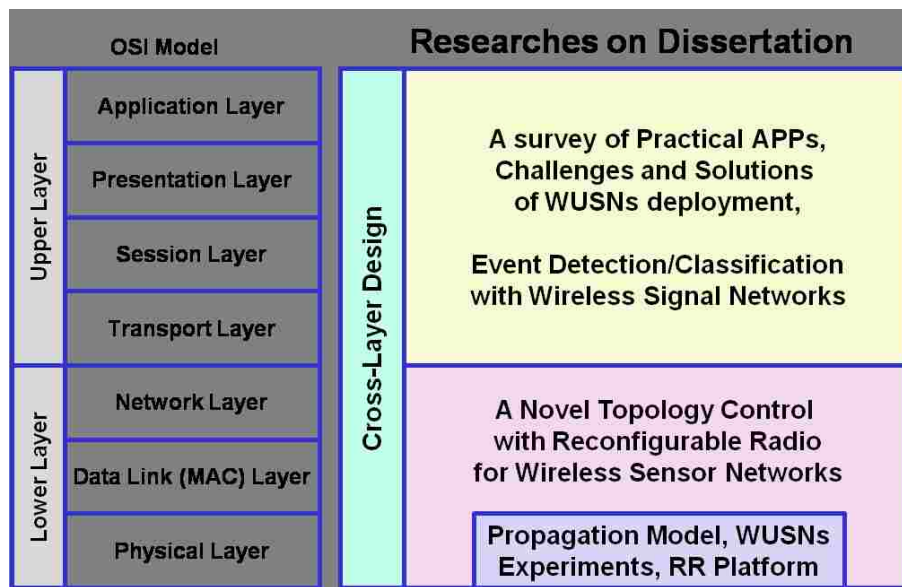 OSI Model
Researches on Dissertation
Upper Layer
Application Layer
Presentation Layer
Session Layer
Transport Layer
Lower Layer
Network Layer
Data Link (MAC) Layer
Physical Layer
Cross-Layer Design
A survey of Practical APPs,
Challenges and Solutions
of WUSNs deployment,
Event Detection/Classification
with Wireless Signal Networks
A Novel Topology Control
with Reconfigurable Radio
for Wireless Sensor Networks
Propagation Model, WUSNs
Experiments, RR Platform